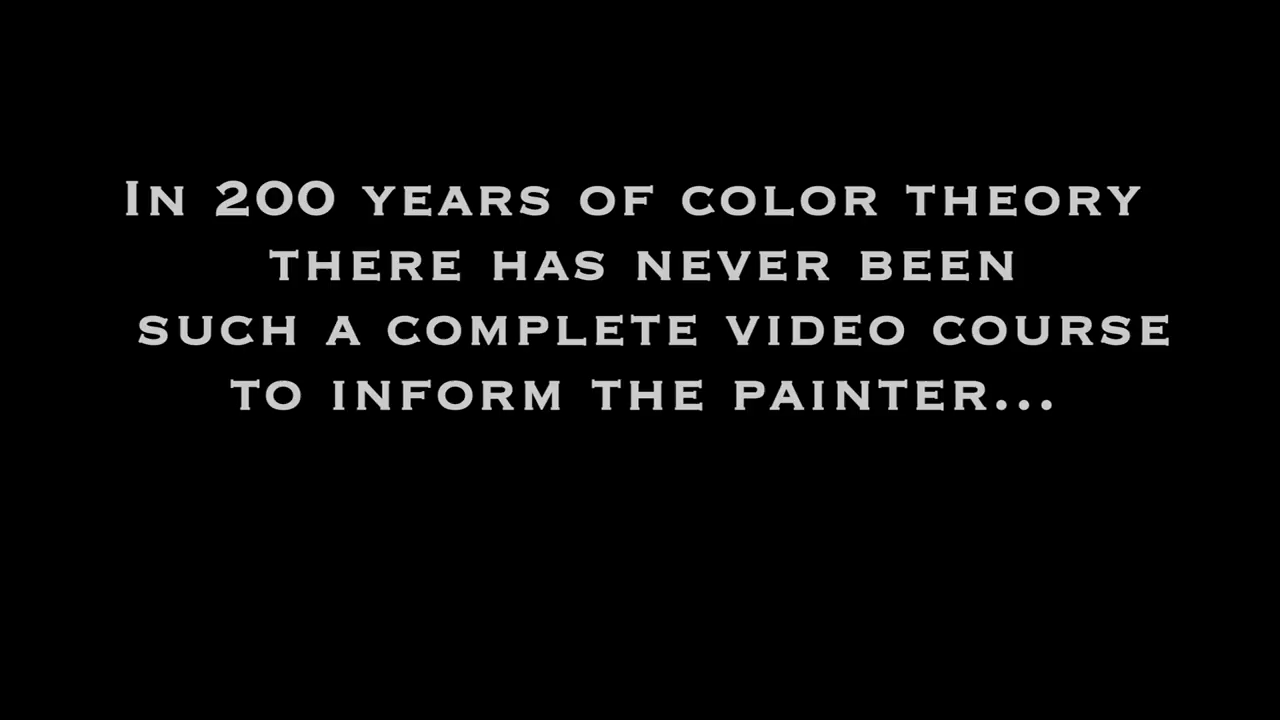 In 200 years of color theory
there has never been
such a complete video course
to inform the painter...